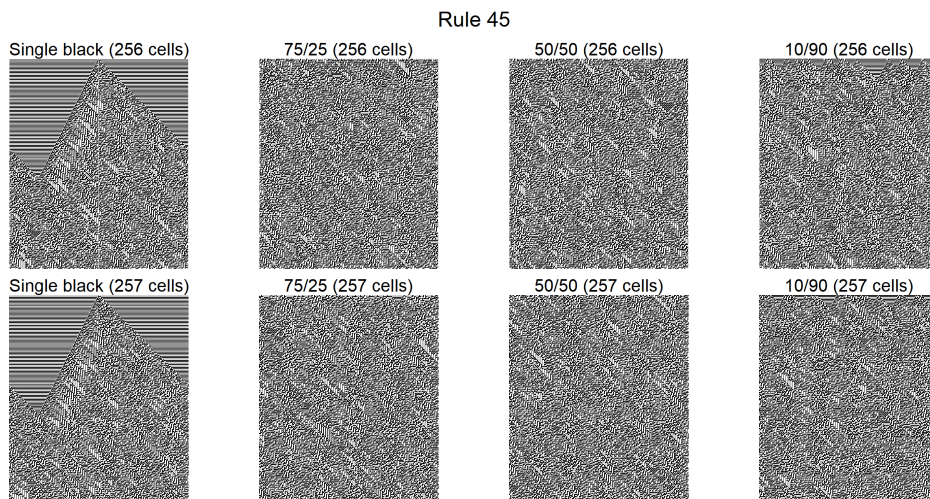 Rule 45
Single black (256 cells)
75/25 (256 cells)
50/50 (256 cells)
10/90 (256 cells)
Single black (257 cells)
75/25 (257 cells)
50/50 (257 cells)
10/90 (257 cells)